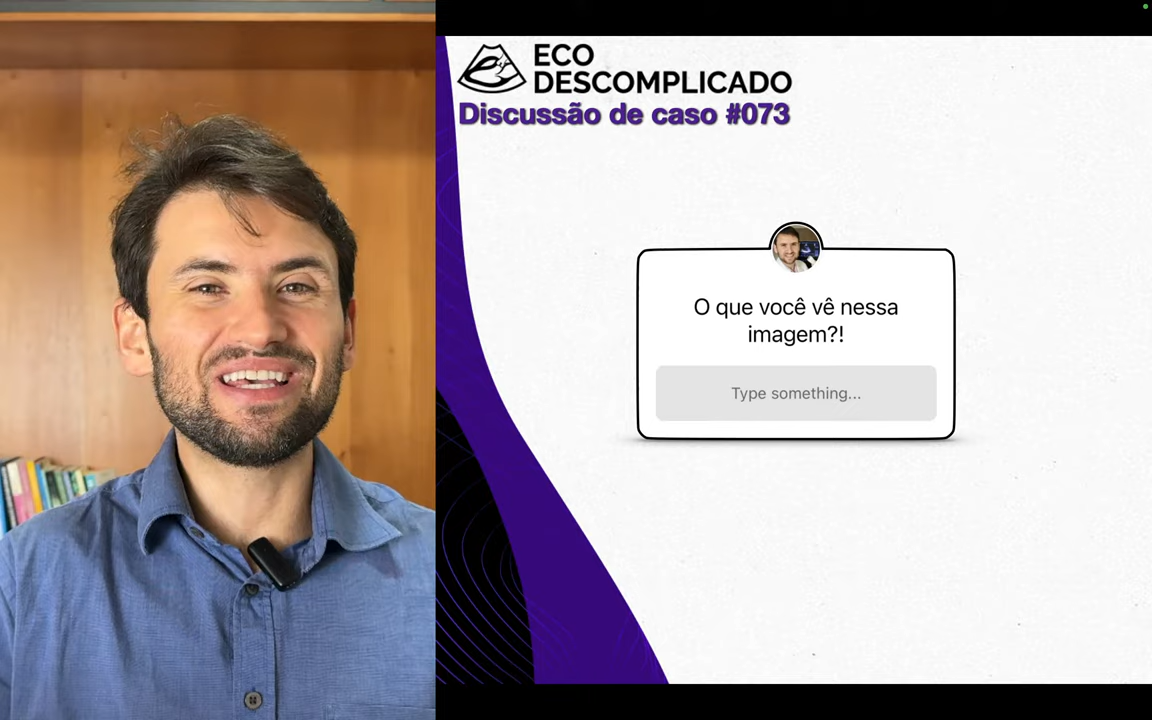 ECO
DESCOMPLICADO
Discussão de caso #073
O que você vê nessa
imagem?!
Type something...